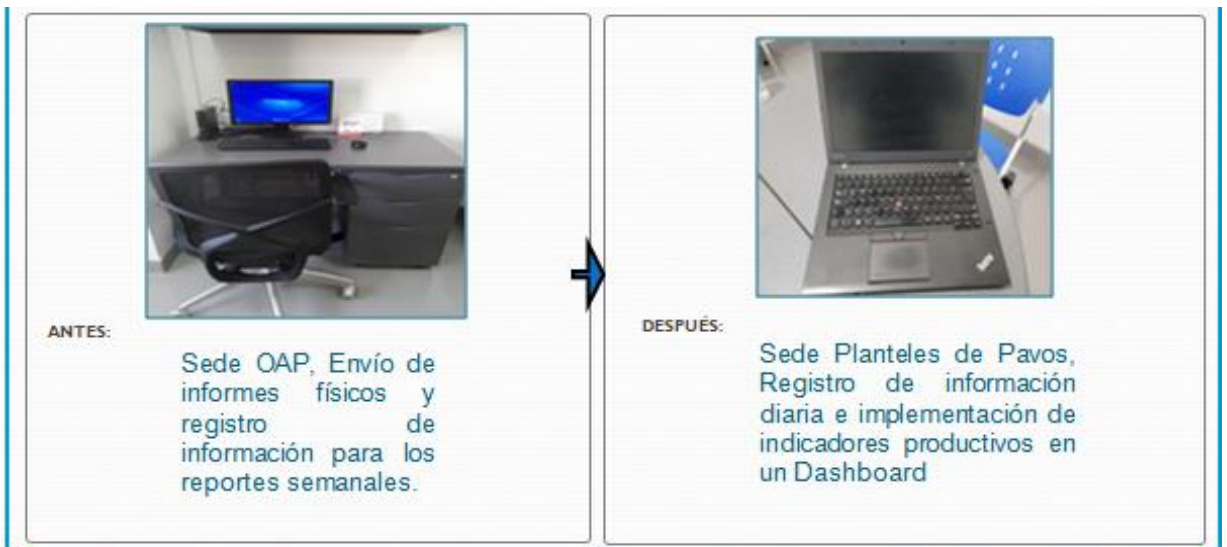 ANTES:
Sede OAP, Envío de
informes físicos y
registro de
información para los
reportes semanales.
DESPUÉS:
Sede Planteles de Pavos,
Registro de información
diaria e implementación de
indicadores productivos en
un Dashboard